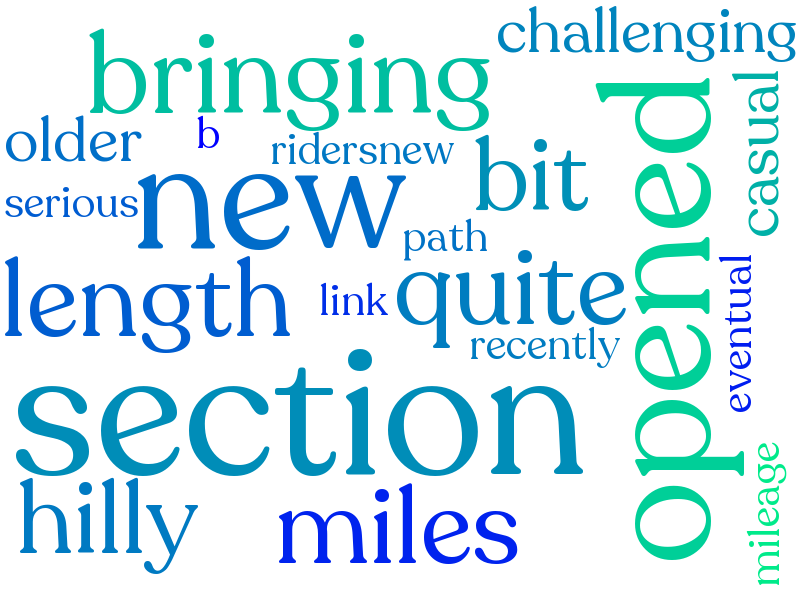 challenging
bringing
opened
casual
older
b
ridersnew
bit
new
serious
path
length
link
quite
eventual
recently
section
mileage
hilly
miles